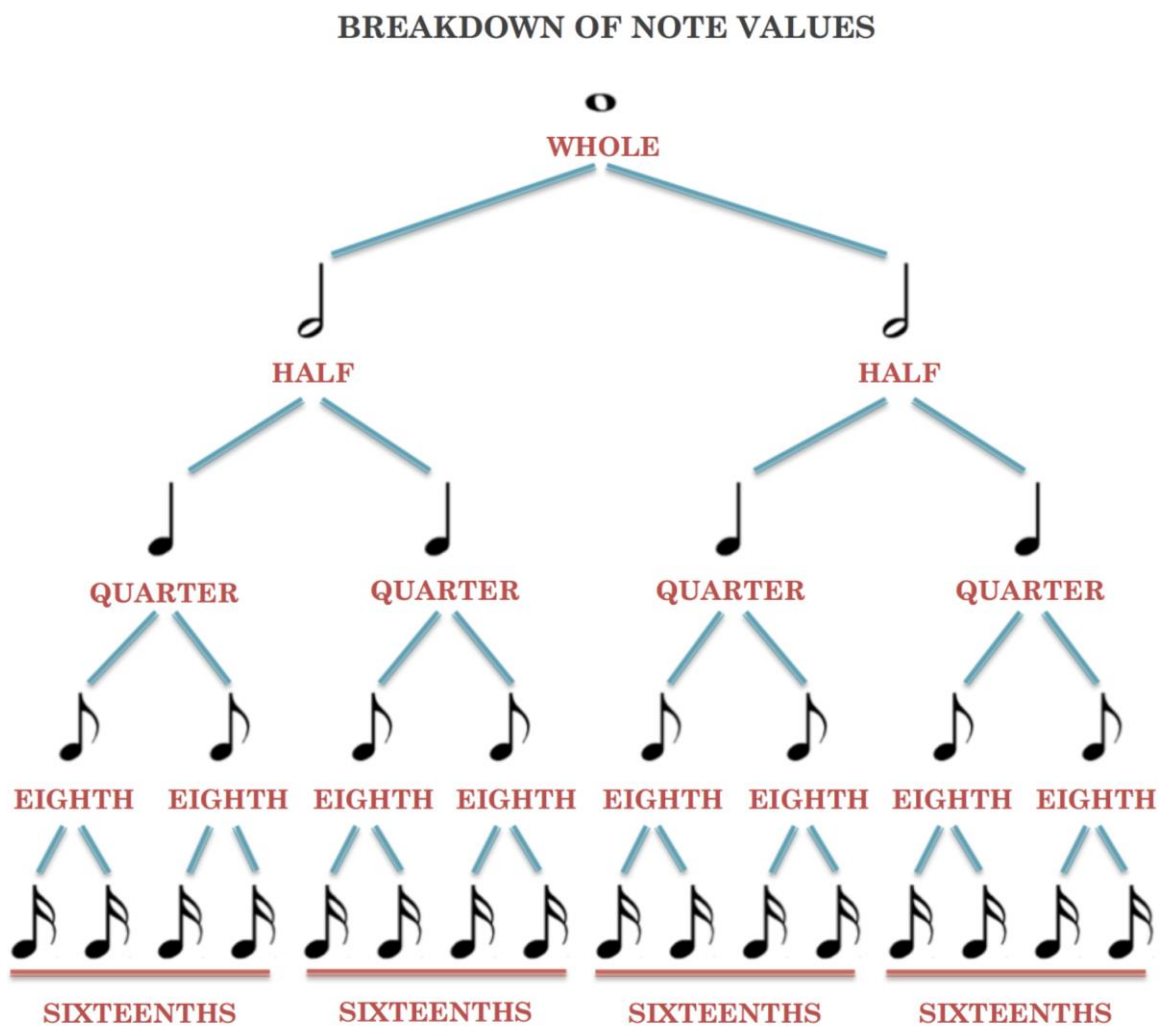 BREAKDOWN OF NOTE VALUES
WHOLE
HALF HALF
QUARTER QUARTER QUARTER QUARTER
EIGHTH EIGHTH EIGHTH EIGHTH EIGHTH EIGHTH EIGHTH EIGHTH
SIXTEENTHS SIXTEENTHS SIXTEENTHS SIXTEENTHS